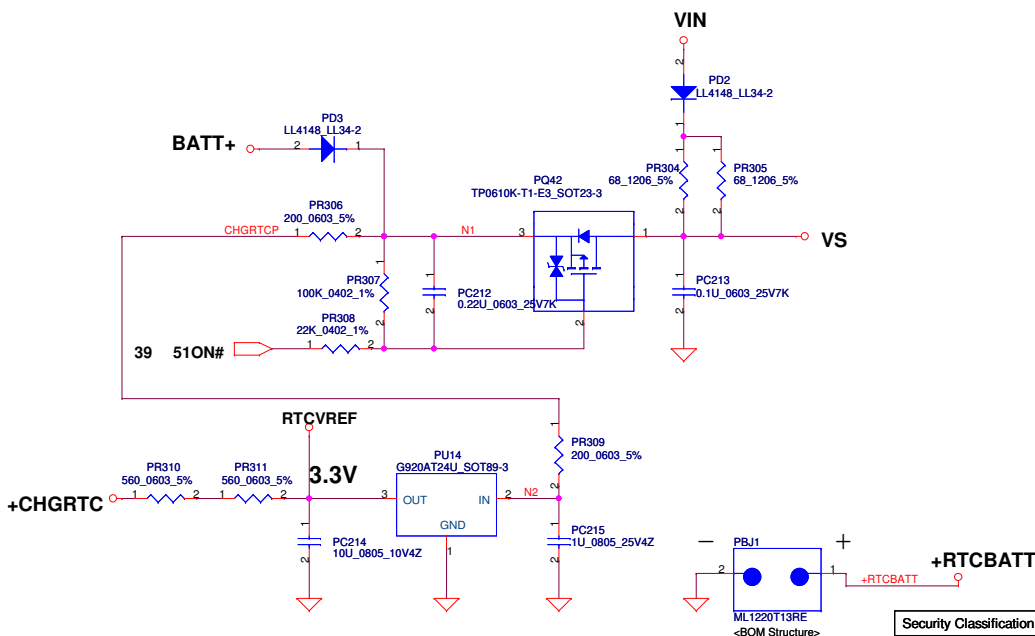 VIN
2
PD2
LL4148_LL34-2
1
PD3
LL4148_LL34-2
BATT+
2
1
1
1
PR304
68_1206_5%
PR305
68_1206_5%
2
2
PQ42
TP0610K-T1-E3_SOT23-3
PR306
200_0603_5%
CHGRTCP
1
2
N1
3
1
VS
1
PR307
100K_0402_1%
2
1
PC212
0.22U_0603_25V7K
2
2
1
PC213
0.1U_0603_25V7K
2
PR308
22K_0402_1%
39
51ON#
1
2
RTCVREF
1
PR309
200_0603_5%
2
PR310
560_0603_5%
PR311
560_0603_5%
3.3V
PU14
G920AT24U_SOT89-3
+CHGRTC
1
2
1
2
3
OUT
IN
2
N2
GND
1
1
PC214
10U_0805_10V4Z
2
1
PC215
1U_0805_25V4Z
2
−
PBJ1
+
2
1
+RTCBATT
+RTCBATT
ML1220T13RE
<BOM Structure>
Security Classification